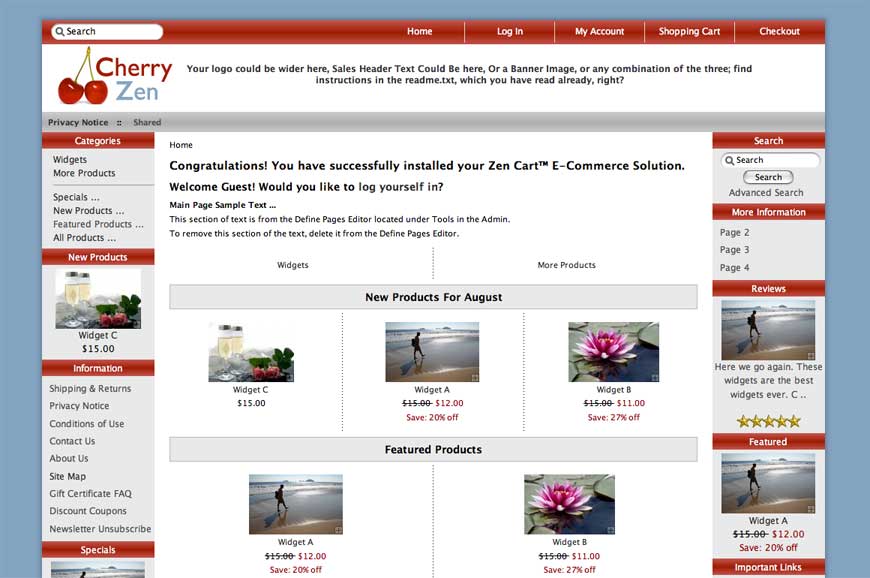 Search
Home
Log In
My Account
Shopping Cart
Checkout
Cherry
Zen
Your logo could be wider here, Sales Header Text Could Be here, Or a Banner Image, or any combination of the three; find
instructions in the readme.txt, which you have read already, right?
Privacy Notice :: Shared
Categories
Widgets
More Products
Specials ...
New Products ...
Featured Products ...
All Products ...
New Products
Widget C
$15.00
Information
Shipping & Returns
Privacy Notice
Conditions of Use
Contact Us
About Us
Site Map
Gift Certificate FAQ
Discount Coupons
Newsletter Unsubscribe
Specials
Home
Congratulations! You have successfully installed your Zen Cart™ E-Commerce Solution.
Welcome Guest! Would you like to log yourself in?
Main Page Sample Text ...
This section of text is from the Define Pages Editor located under Tools in the Admin.
To remove this section of the text, delete it from the Define Pages Editor.
Widgets
More Products
New Products For August
Widget C
$15.00
Widget A
$15.00 $12.00
Save: 20% off
Widget B
$15.00 $11.00
Save: 27% off
Featured Products
Widget A
$15.00 $12.00
Save: 20% off
Widget B
$15.00 $11.00
Save: 27% off
Search
Search
Search
Advanced Search
More Information
Page 2
Page 3
Page 4
Reviews
Here we go again. These
widgets are the best
widgets ever. C ..
Featured
Widget A
$15.00 $12.00
Save: 20% off
Important Links